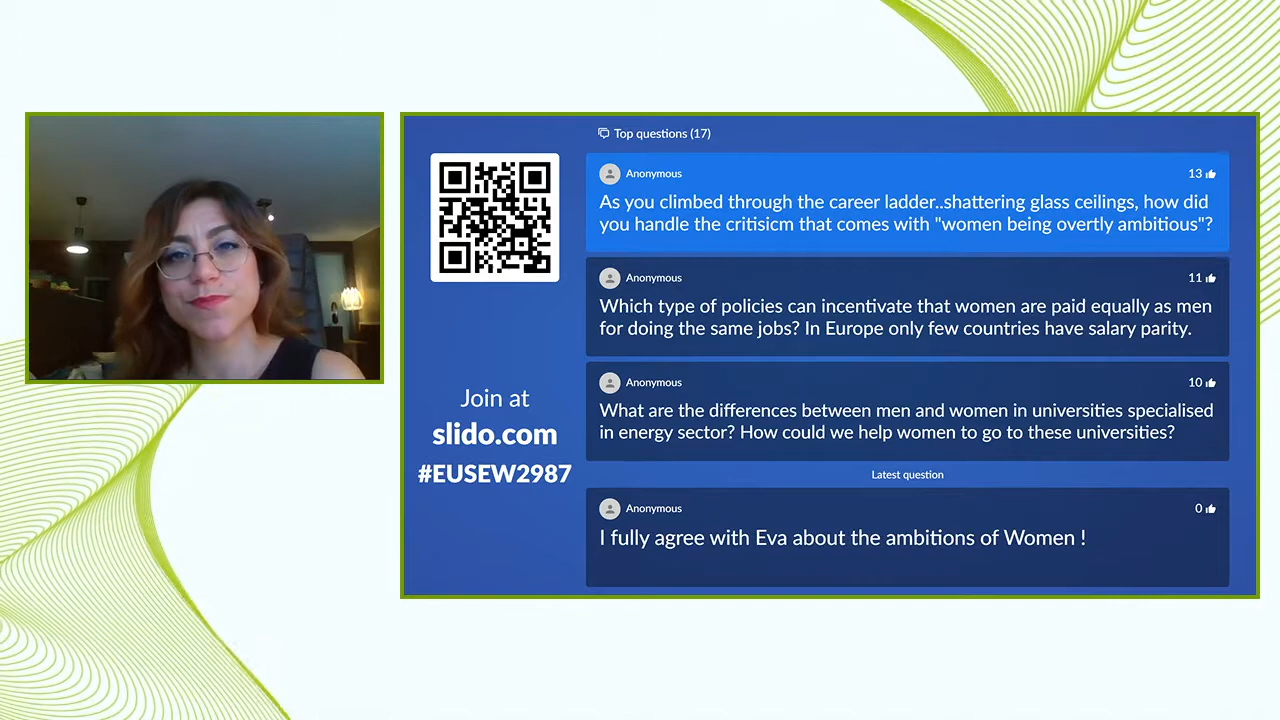 Top questions (17)
Anonymous
13
As you climbed through the career ladder..shattering glass ceilings, how did
you handle the critisicm that comes with "women being overtly ambitious"?
Anonymous
11
Which type of policies can incentivate that women are paid equally as men
for doing the same jobs? In Europe only few countries have salary parity.
Anonymous
10
What are the differences between men and women in universities specialised
in energy sector? How could we help women to go to these universities?
Latest question
Anonymous
0
I fully agree with Eva about the ambitions of Women !
Join at
slido.com
#EUSEW2987